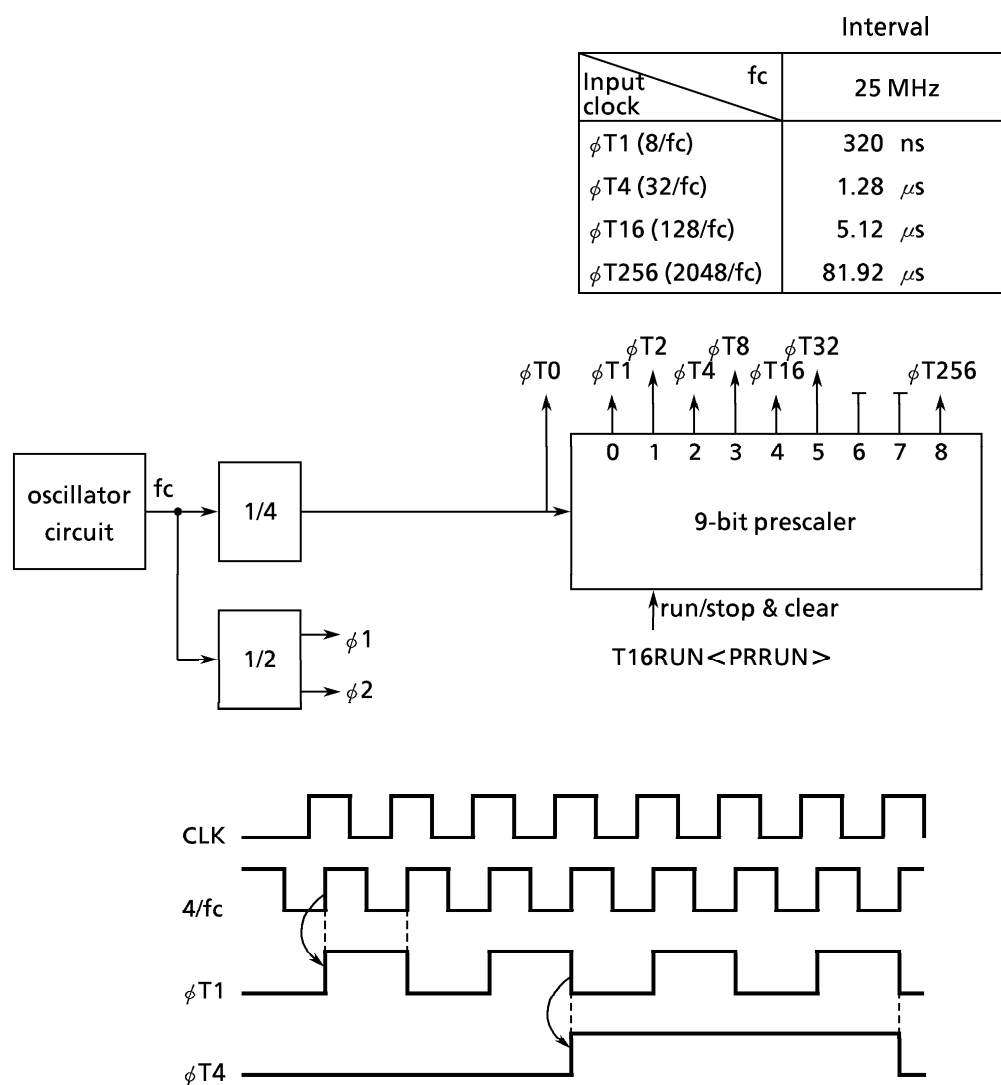 Interval
fc
Input
clock
25 MHz
ϕT1 (8/fc) 320 ns
ϕT4 (32/fc) 1.28 μs
ϕT16 (128/fc) 5.12 μs
ϕT256 (2048/fc) 81.92 μs
ϕT2 ϕT8 ϕT32
ϕT0 ϕT1 ϕT4 ϕT16 ϕT256
0 1 2 3 4 5 6 7 8
oscillator
circuit
fc
1/4
9-bit prescaler
run/stop & clear
T16RUN<PRRUN>
1/2
ϕ1
ϕ2
CLK
4/fc
ϕT1
ϕT4